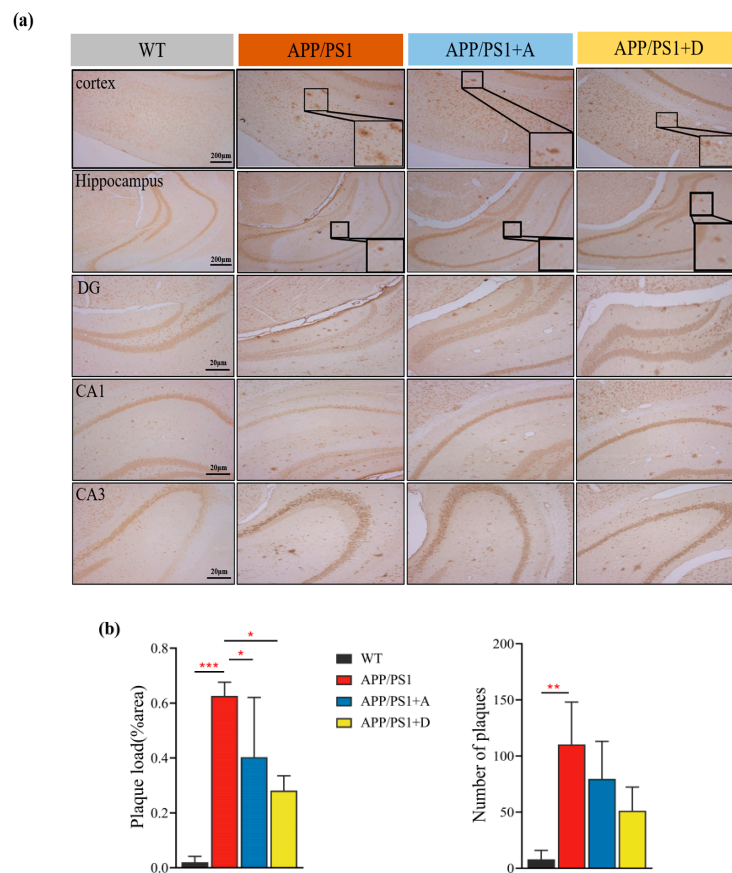 (a)
WT APP/PS1 APP/PS1+A APP/PS1+D
cortex
200μm
Hippocampus
200μm
DG
20μm
CA1
20μm
CA3
20μm
(b)
Plaque load(%area)
0.8
0.6
0.4
0.2
0.0
***
*
*
WT
APP/PS1
APP/PS1+A
APP/PS1+D
Number of plaques
200
150
100
50
0
**